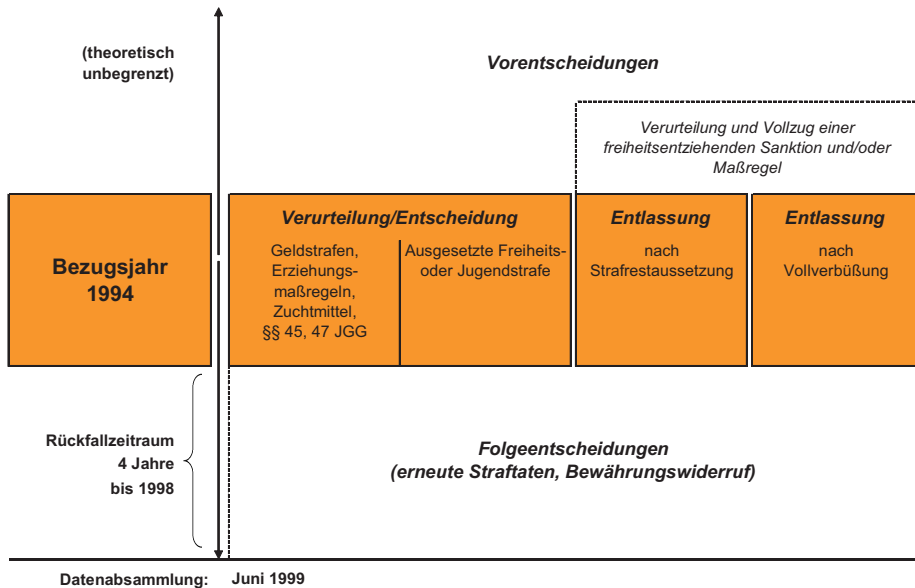 (theoretisch
unbegrenzt)
Vorentscheidungen
Verurteilung und Vollzug einer
freiheitsentziehenden Sanktion und/oder
Maßregel
Bezugsjahr
1994
Verurteilung/Entscheidung
Geldstrafen,
Erziehungs-
maßregeln,
Zuchtmittel,
§§ 45, 47 JGG
Ausgesetzte Freiheits-
oder Jugendstrafe
Entlassung
nach
Strafrestaussetzung
Entlassung
nach
Vollverbüßung
Rückfallzeitraum
4 Jahre
bis 1998
Folgeentscheidungen
(erneute Straftaten, Bewährungswiderruf)
Datenabsammlung: Juni 1999